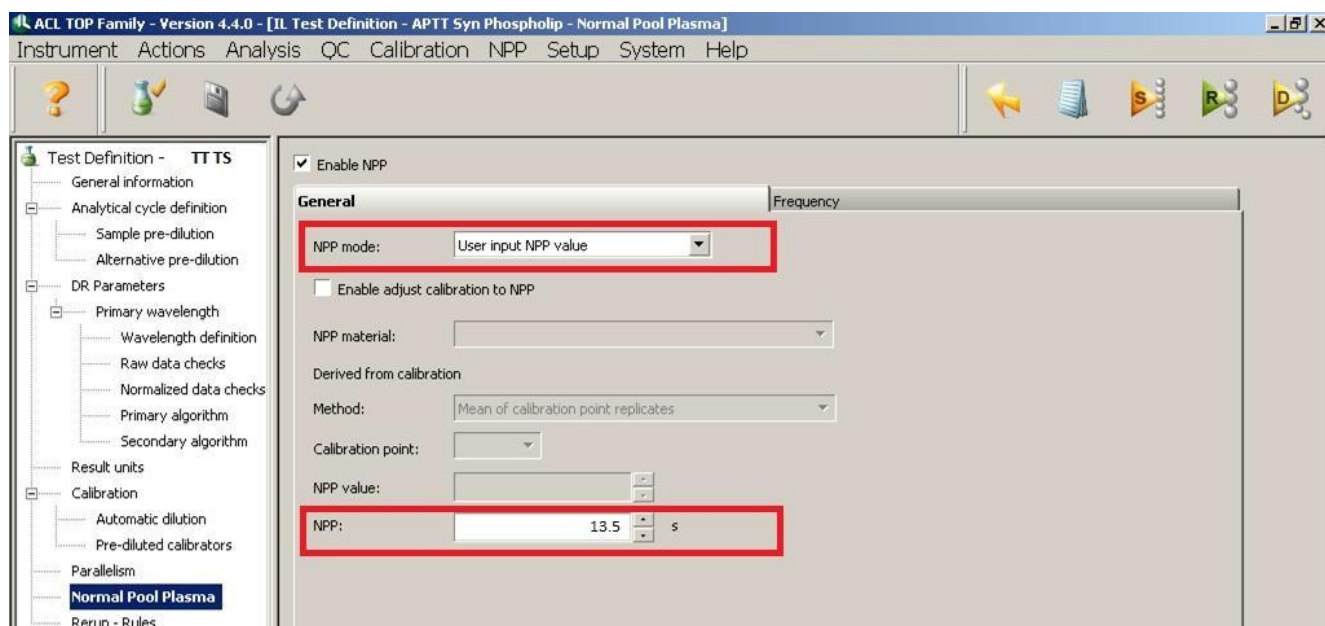 ACL TOP Family - Version 4.4.0 - [IL Test Definition - APTT Syn Phospholip - Normal Pool Plasma]
Instrument Actions Analysis QC Calibration NPP Setup System Help
S R D
Test Definition - TT TS
General information
Analytical cycle definition
Sample pre-dilution
Alternative pre-dilution
DR Parameters
Primary wavelength
Wavelength definition
Raw data checks
Normalized data checks
Primary algorithm
Secondary algorithm
Result units
Calibration
Automatic dilution
Pre-diluted calibrators
Parallelism
Normal Pool Plasma
Rerun - Rules
Enable NPP
General Frequency
NPP mode: User input NPP value
Enable adjust calibration to NPP
NPP material:
Derived from calibration
Method: Mean of calibration point replicates
Calibration point:
NPP value:
NPP: 13.5 s